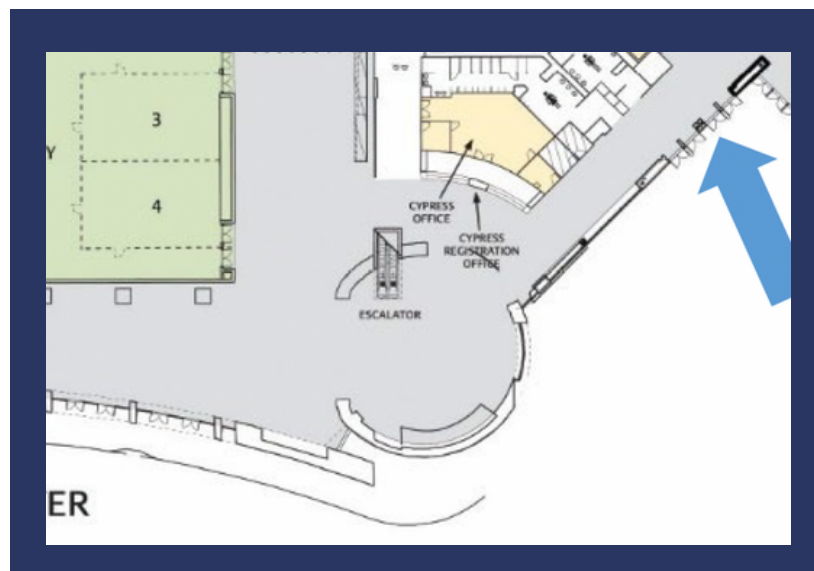 3
Y
4
CYPRESS
OFFICE
CYPRESS
REGISTRATION
OFFICE
ESCALATOR
ER